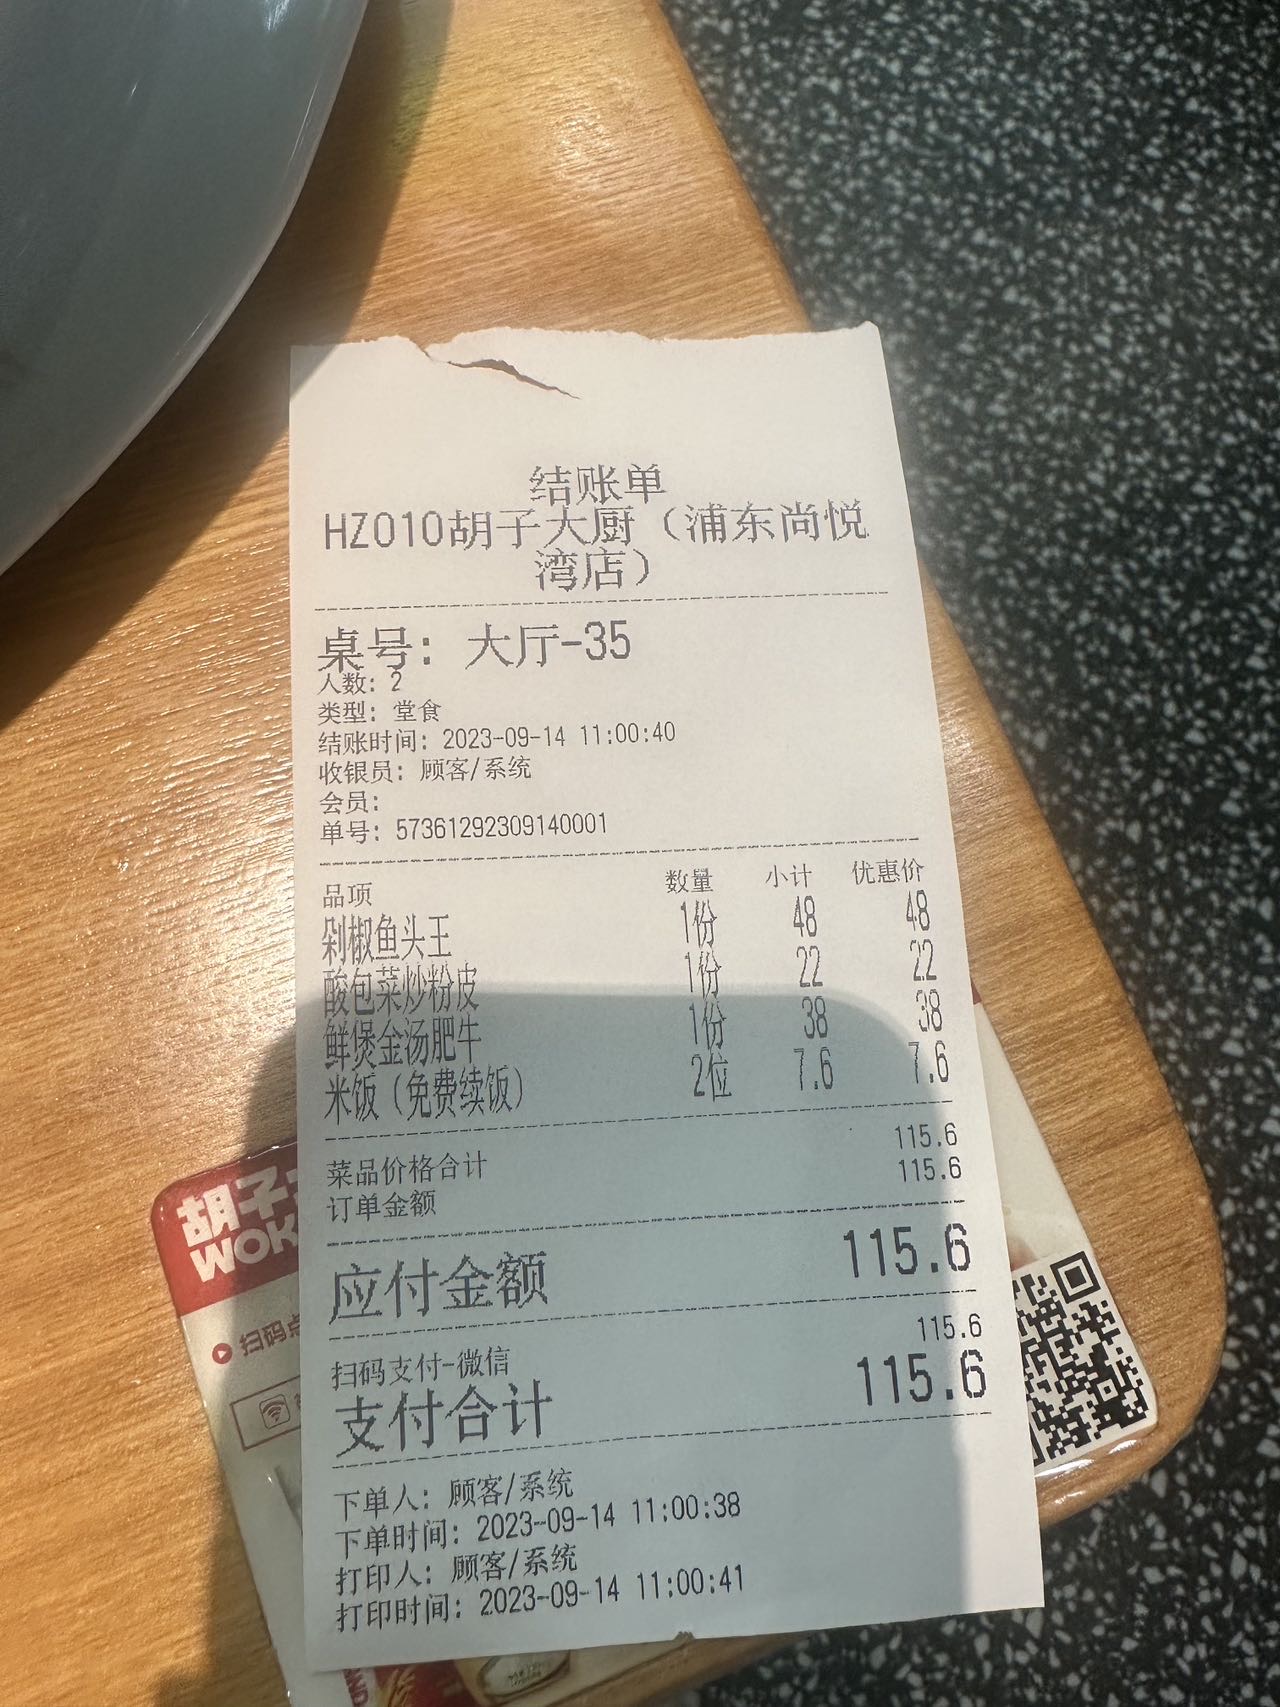 结账单
HZ010胡子大厨（浦东尚悦
湾店）
桌号：大厅-35
人数：2
类型：堂食
结账时间：2023-09-14 11:00:40
收银员：顾客/系统
会员：
单号：573612923091400​01
品项 数量 小计 优惠价
剁椒鱼头王 1份 48 48
酸包菜炒粉皮 1份 22 22
鲜煲金汤肥牛 1份 38 38
米饭（免费续饭） 2位 7.6 7.6
菜品价格合计 115.6
订单金额 115.6
应付金额 115.6
扫码支付-微信 115.6
支付合计 115.6
下单人：顾客/系统
下单时间：2023-09-14 11:00:38
打印人：顾客/系统
打印时间：2023-09-14 11:00:41
胡子
WOK
扫码点